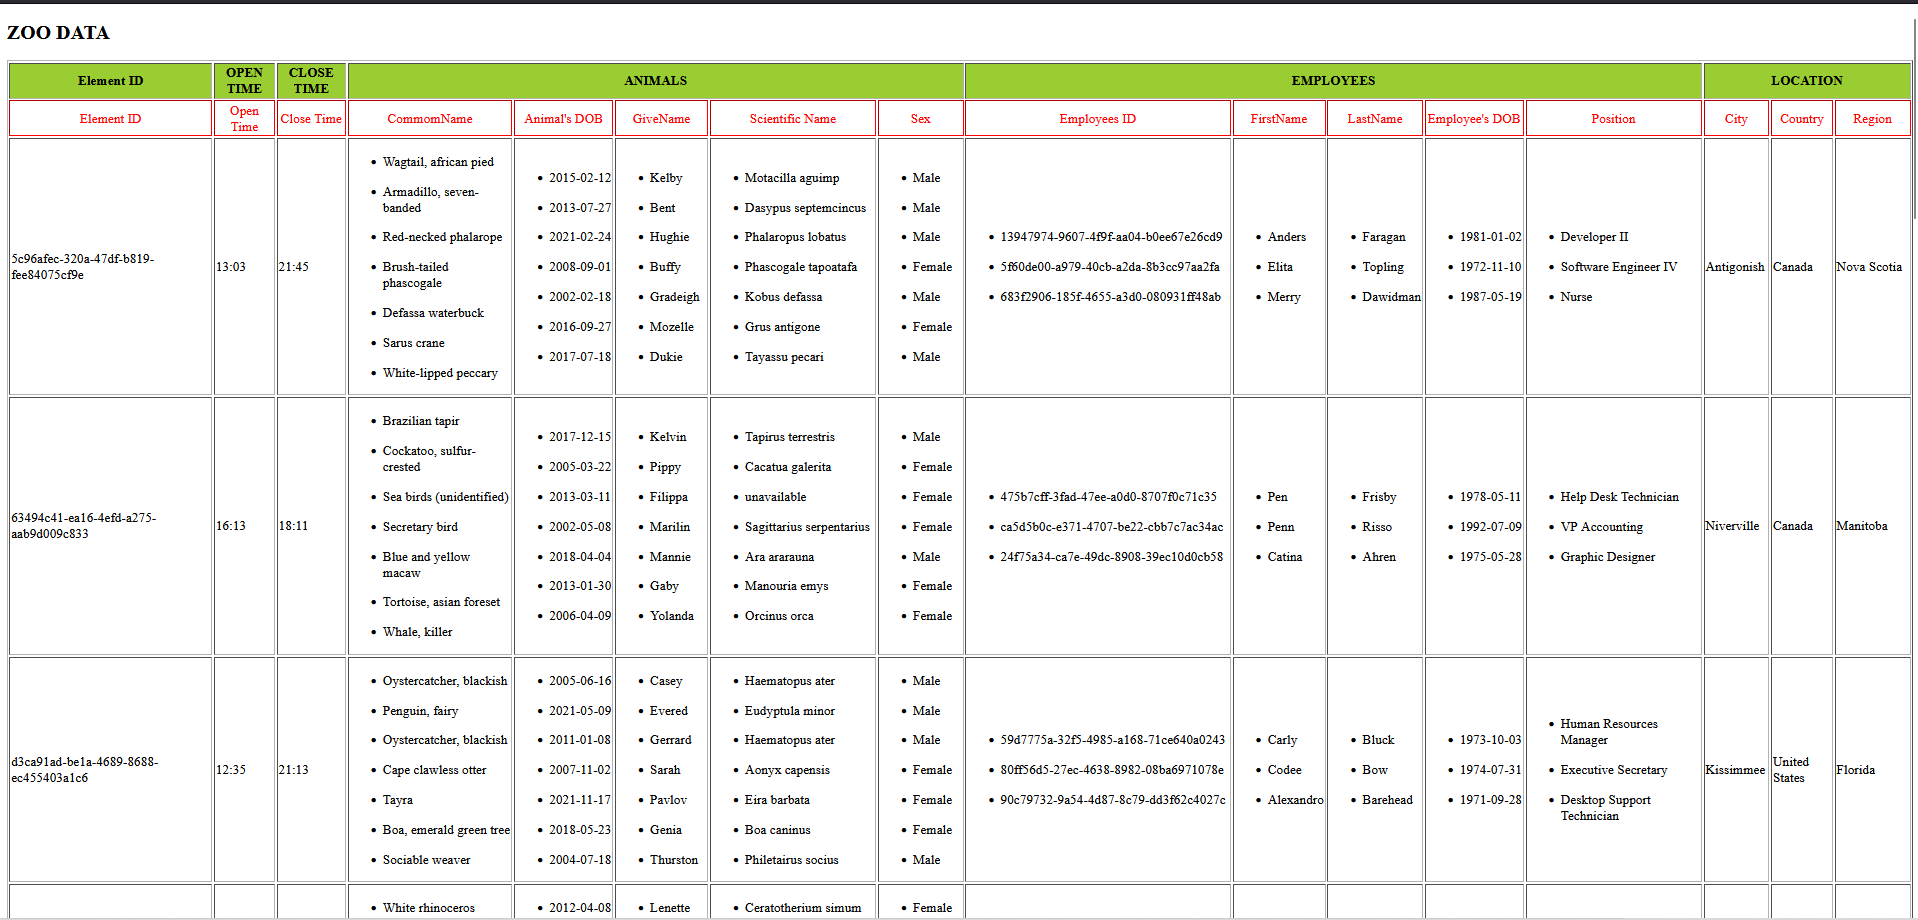 ZOO DATA
Element ID
OPEN
TIME
CLOSE
TIME
ANIMALS
EMPLOYEES
LOCATION
Element ID
Open
Time
Close Time
CommomName
Animal's DOB
GiveName
Scientific Name
Sex
Employees ID
FirstName
LastName
Employee's DOB
Position
City
Country
Region
5c96afec-320a-47df-b819-
fee84075cf9e
13:03
21:45
Wagtail, african pied
Armadillo, seven-
banded
Red-necked phalarope
Brush-tailed
phascogale
Defassa waterbuck
Sarus crane
White-lipped peccary
2015-02-12
2013-07-27
2021-02-24
2008-09-01
2002-02-18
2016-09-27
2017-07-18
Kelby
Bent
Hughie
Buffy
Gradeigh
Mozelle
Dukie
Motacilla aguimp
Dasypus septemcincus
Phalaropus lobatus
Phascogale tapoatafa
Kobus defassa
Grus antigone
Tayassu pecari
Male
Male
Male
Female
Male
Female
Male
13947974-9607-4f9f-aa04-b0ee67e26cd9
5f60de00-a979-40cb-a2da-8b3cc97aa2fa
683f2906-185f-4655-a3d0-080931ff48ab
Anders
Elita
Merry
Faragan
Topling
Dawidman
1981-01-02
1972-11-10
1987-05-19
Developer II
Software Engineer IV
Nurse
Antigonish
Canada
Nova Scotia
63494c41-ea16-4efd-a275-
aab9d009c833
16:13
18:11
Brazilian tapir
Cockatoo, sulfur-
crested
Sea birds (unidentified)
Secretary bird
Blue and yellow
macaw
Tortoise, asian foreset
Whale, killer
2017-12-15
2005-03-22
2013-03-11
2002-05-08
2018-04-04
2013-01-30
2006-04-09
Kelvin
Pippy
Filippa
Marilin
Mannie
Gaby
Yolanda
Tapirus terrestris
Cacatua galerita
unavailable
Sagittarius serpentarius
Ara ararauna
Manouria emys
Orcinus orca
Male
Female
Female
Female
Male
Female
Female
475b7cff-3fad-47ee-a0d0-8707f0c71c35
ca5d5b0c-e371-4707-be22-cbb7c7ac34ac
24f75a34-ca7e-49dc-8908-39ec10d0cb58
Pen
Penn
Catina
Frisby
Risso
Ahren
1978-05-11
1992-07-09
1975-05-28
Help Desk Technician
VP Accounting
Graphic Designer
Niverville
Canada
Manitoba
d3ca91ad-be1a-4689-8688-
ec455403a1c6
12:35
21:13
Oystercatcher, blackish
Penguin, fairy
Oystercatcher, blackish
Cape clawless otter
Tayra
Boa, emerald green tree
Sociable weaver
2005-06-16
2021-05-09
2011-01-08
2007-11-02
2021-11-17
2018-05-23
2004-07-18
Casey
Evered
Gerrard
Sarah
Pavlov
Genia
Thurston
Haematopus ater
Eudyptula minor
Haematopus ater
Aonyx capensis
Eira barbata
Boa caninus
Philetairus socius
Male
Male
Male
Female
Female
Female
Male
59d7775a-32f5-4985-a168-71ce640a0243
80ff56d5-27ec-4638-8982-08ba6971078e
90c79732-9a54-4d87-8c79-dd3f62c4027c
Carly
Codee
Alexandro
Bluck
Bow
Barehead
1973-10-03
1974-07-31
1971-09-28
Human Resources
Manager
Executive Secretary
Desktop Support
Technician
Kissimmee
United
States
Florida
White rhinoceros
2012-04-08
Lenette
Ceratotherium simum
Female